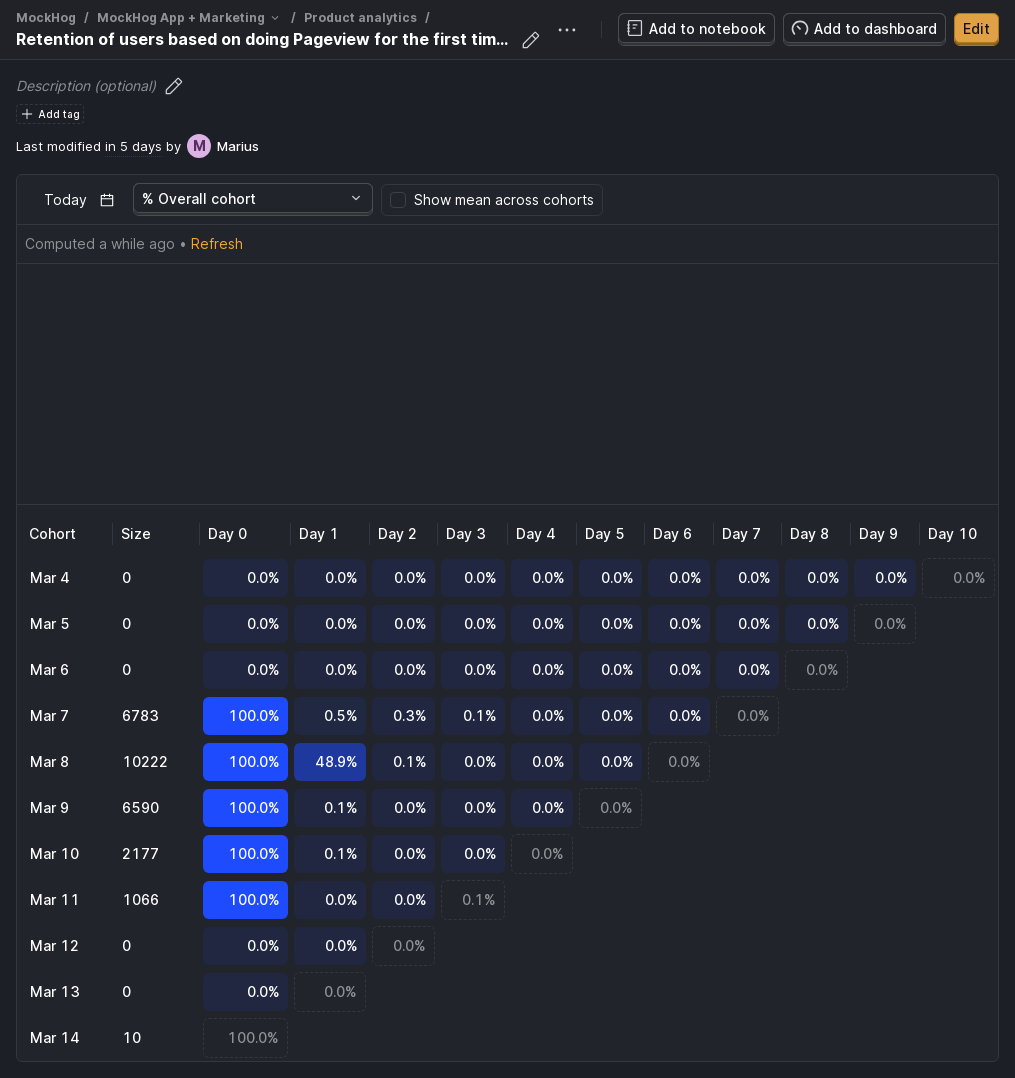 MockHog / MockHog App + Marketing / Product analytics /
Retention of users based on doing Pageview for the first tim...
Add to notebook
Add to dashboard
Edit
Description (optional)
Add tag
Last modified in 5 days by M Marius
Today
% Overall cohort
Show mean across cohorts
Computed a while ago • Refresh
Cohort Size Day 0 Day 1 Day 2 Day 3 Day 4 Day 5 Day 6 Day 7 Day 8 Day 9 Day 10
Mar 4 0 0.0% 0.0% 0.0% 0.0% 0.0% 0.0% 0.0% 0.0% 0.0% 0.0% 0.0%
Mar 5 0 0.0% 0.0% 0.0% 0.0% 0.0% 0.0% 0.0% 0.0% 0.0% 0.0%
Mar 6 0 0.0% 0.0% 0.0% 0.0% 0.0% 0.0% 0.0% 0.0% 0.0%
Mar 7 6783 100.0% 0.5% 0.3% 0.1% 0.0% 0.0% 0.0% 0.0%
Mar 8 10222 100.0% 48.9% 0.1% 0.0% 0.0% 0.0% 0.0%
Mar 9 6590 100.0% 0.1% 0.0% 0.0% 0.0% 0.0%
Mar 10 2177 100.0% 0.1% 0.0% 0.0% 0.0%
Mar 11 1066 100.0% 0.0% 0.0% 0.1%
Mar 12 0 0.0% 0.0% 0.0%
Mar 13 0 0.0% 0.0%
Mar 14 10 100.0%